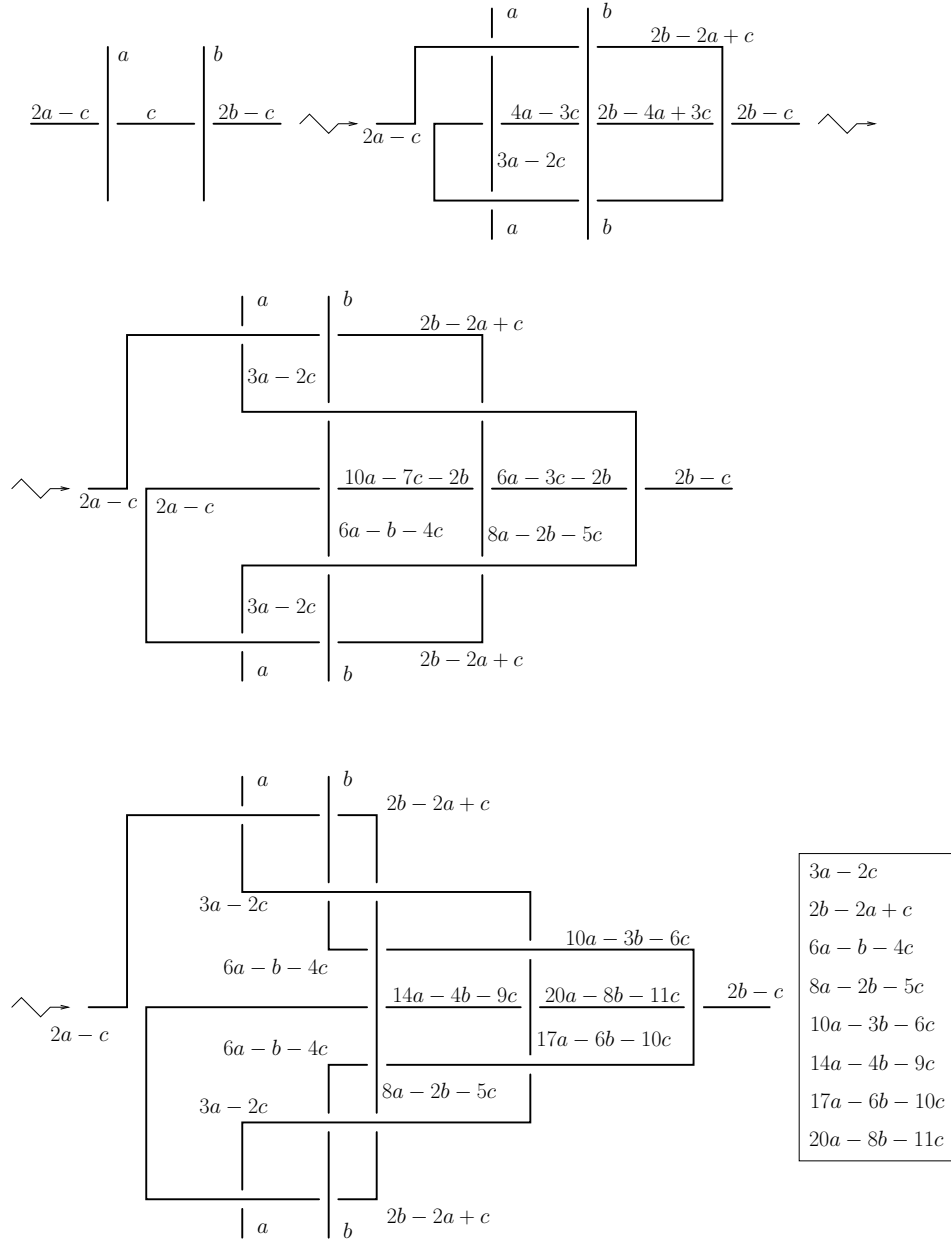 a b
2a − c c 2b − c
a b
2b − 2a + c
4a − 3c 2b − 4a + 3c 2b − c
2a − c
3a − 2c
a b
a b
2b − 2a + c
3a − 2c
10a − 7c − 2b 6a − 3c − 2b 2b − c
2a − c 2a − c
6a − b − 4c 8a − 2b − 5c
3a − 2c
2b − 2a + c
a b
a b
2b − 2a + c
3a − 2c
10a − 3b − 6c
6a − b − 4c
14a − 4b − 9c 20a − 8b − 11c 2b − c
2a − c
6a − b − 4c 17a − 6b − 10c
8a − 2b − 5c
3a − 2c
2b − 2a + c
a b
3a − 2c
2b − 2a + c
6a − b − 4c
8a − 2b − 5c
10a − 3b − 6c
14a − 4b − 9c
17a − 6b − 10c
20a − 8b − 11c